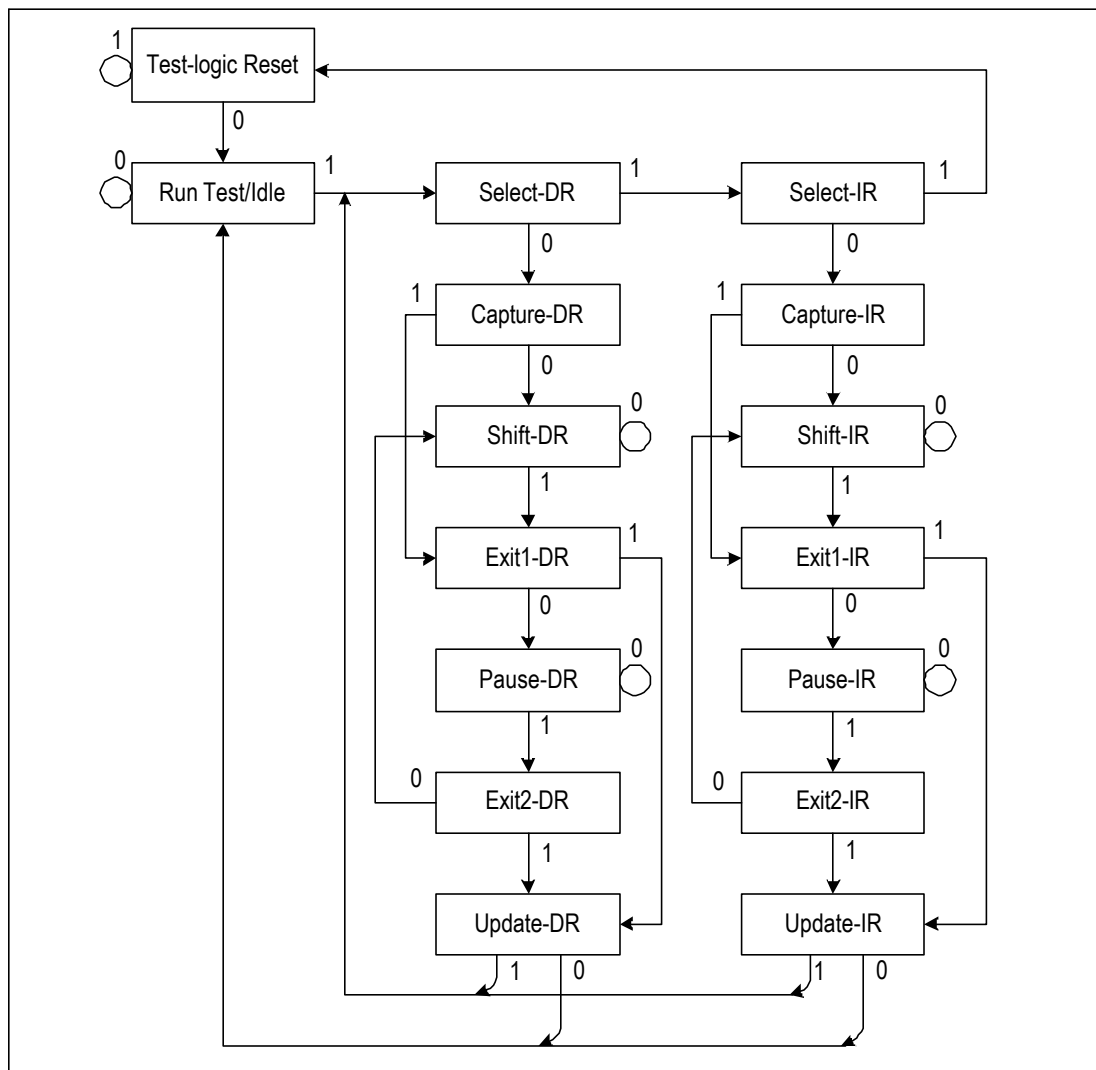 1
Test-logic Reset
0
0
Run Test/Idle
1
Select-DR
1
Select-IR
1
0
0
1
Capture-DR
1
Capture-IR
0
0
Shift-DR
0
Shift-IR
0
1
1
Exit1-DR
1
Exit1-IR
1
0
0
Pause-DR
0
Pause-IR
0
1
1
0
Exit2-DR
0
Exit2-IR
1
1
Update-DR
Update-IR
1
0
1
0